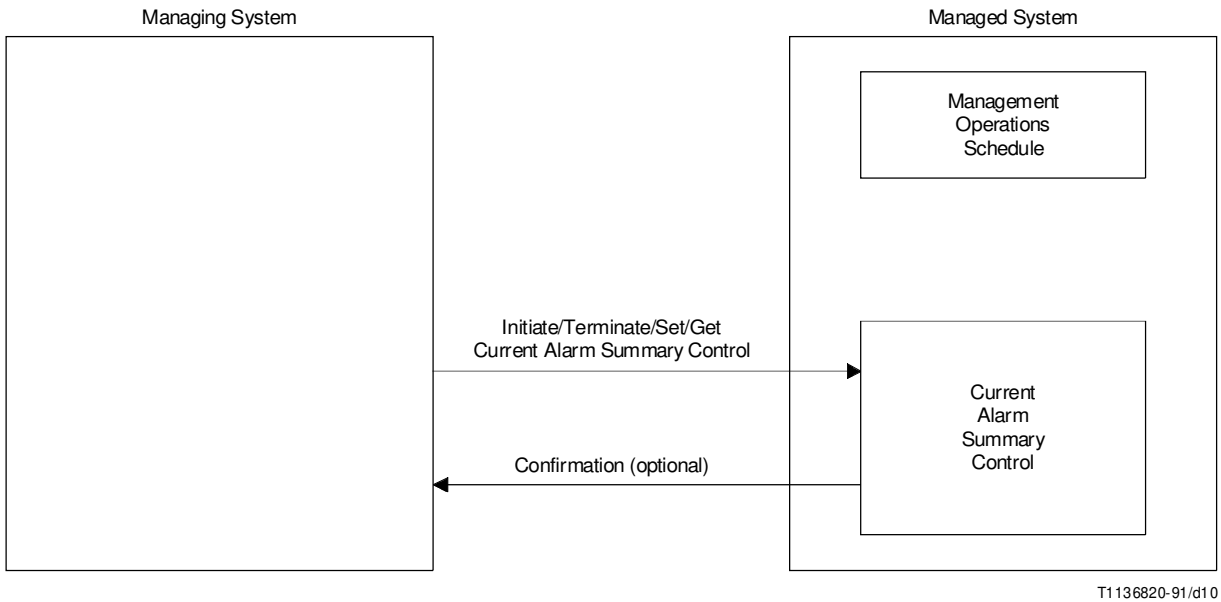 Managing System
Managed System
Management
Operations
Schedule
Initiate/Terminate/Set/Get
Current Alarm Summary Control
Current
Alarm
Summary
Control
Confirmation (optional)
T1136820-91/d10